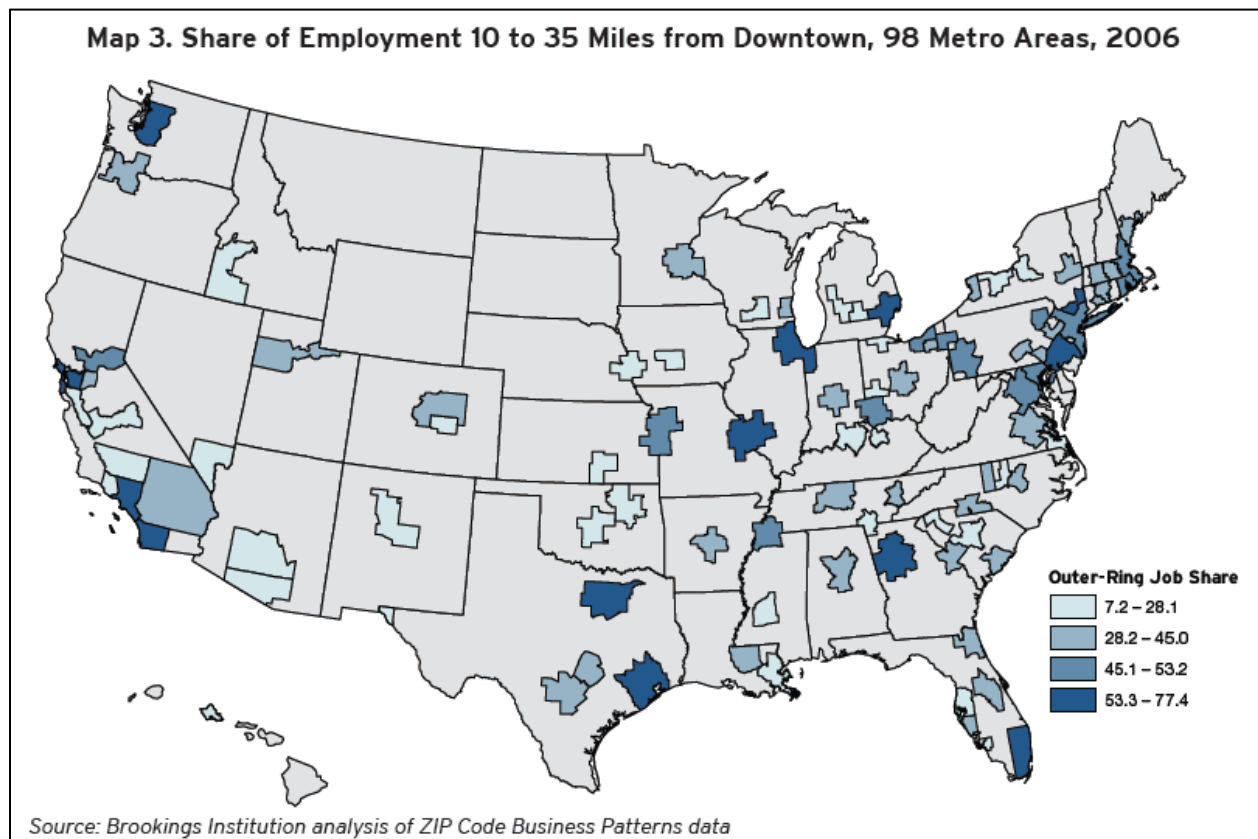 Map 3. Share of Employment 10 to 35 Miles from Downtown, 98 Metro Areas, 2006
Outer-Ring Job Share
7.2 – 28.1
28.2 – 45.0
45.1 – 53.2
53.3 – 77.4
Source: Brookings Institution analysis of ZIP Code Business Patterns data